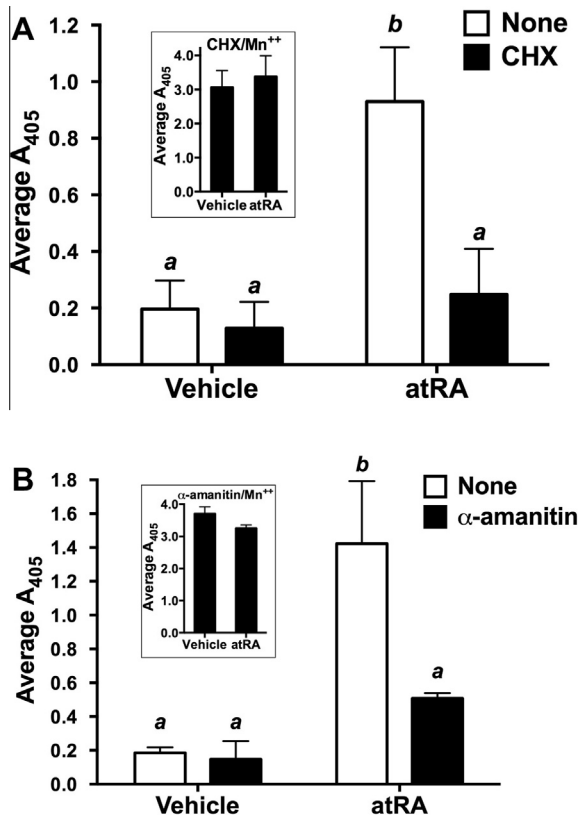 A
None
CHX
Average A405
1.2
1.0
0.8
0.6
0.4
0.2
0.0
CHX/Mn++
Average A405
4.0
3.0
2.0
1.0
0.0
Vehicle atRA
a
a
b
a
Vehicle
atRA
B
None
α-amanitin
Average A405
1.8
1.6
1.4
1.2
1.0
0.8
0.6
0.4
0.2
0.0
α-amanitin/Mn++
Average A405
4.0
3.0
2.0
1.0
0.0
Vehicle atRA
a
a
b
a
Vehicle
atRA